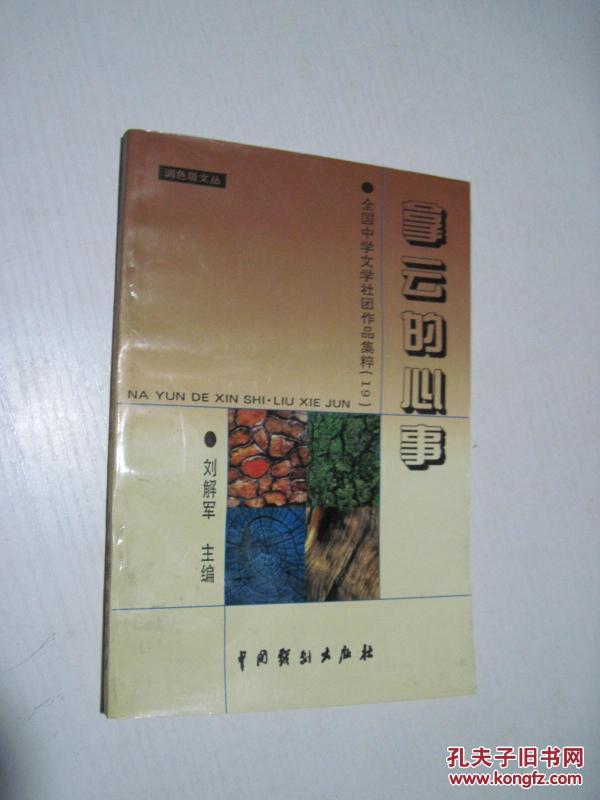 调色版文丛
拿云的心事
●全国中学文学社团作品集粹(19)
NA YUN DE XIN SHI·LIU XIE JUN
●刘解军 主编
中国戏剧出版社
孔夫子旧书网
www.kongfz.com